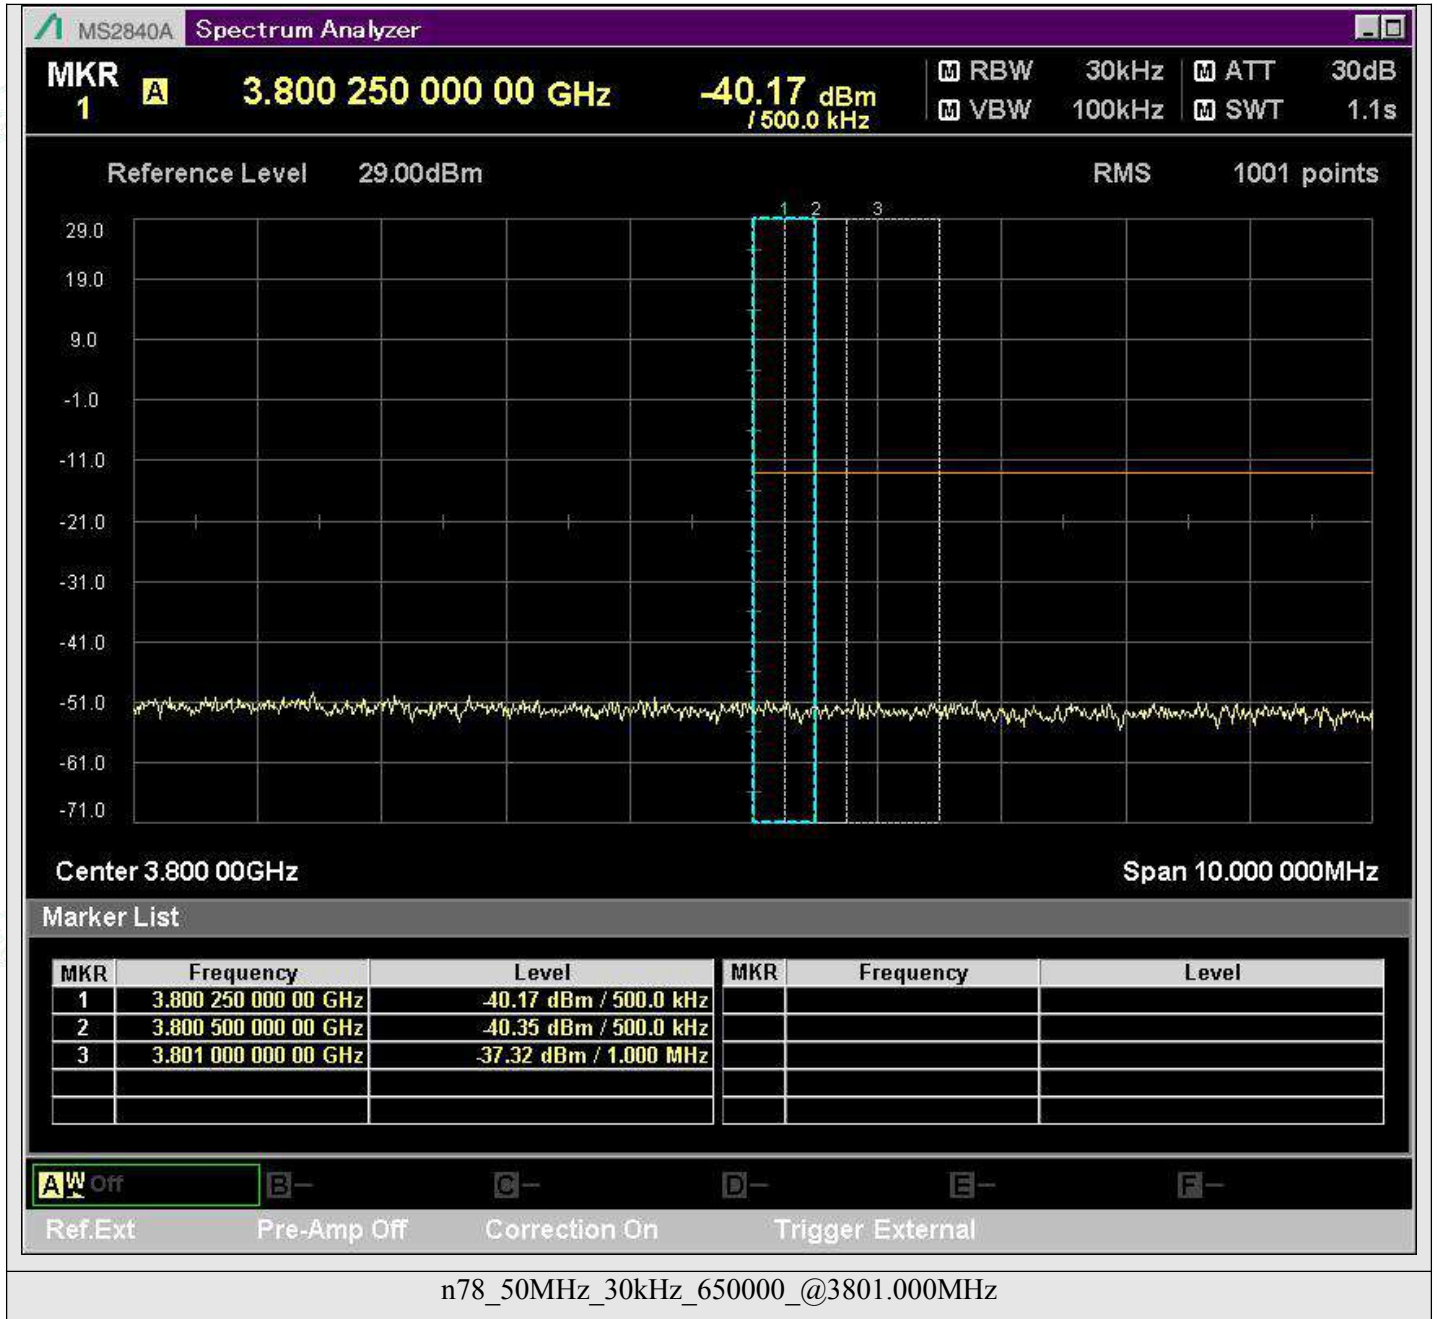 MS2840A Spectrum Analyzer
MKR 1 A 3.800 250 000 00 GHz -40.17 dBm / 500.0 kHz
M RBW 30kHz M ATT 30dB
M VBW 100kHz M SWT 1.1s
Reference Level 29.00dBm RMS 1001 points
1 2 3
29.0
19.0
9.0
-1.0
-11.0
-21.0
-31.0
-41.0
-51.0
-61.0
-71.0
Center 3.800 00GHz Span 10.000 000MHz
Marker List
MKR Frequency Level MKR Frequency Level
1 3.800 250 000 00 GHz -40.17 dBm / 500.0 kHz
2 3.800 500 000 00 GHz -40.35 dBm / 500.0 kHz
3 3.801 000 000 00 GHz -37.32 dBm / 1.000 MHz
A W Off B – C – D – E – F –
Ref.Ext Pre-Amp Off Correction On Trigger External
n78_50MHz_30kHz_650000_@3801.000MHz